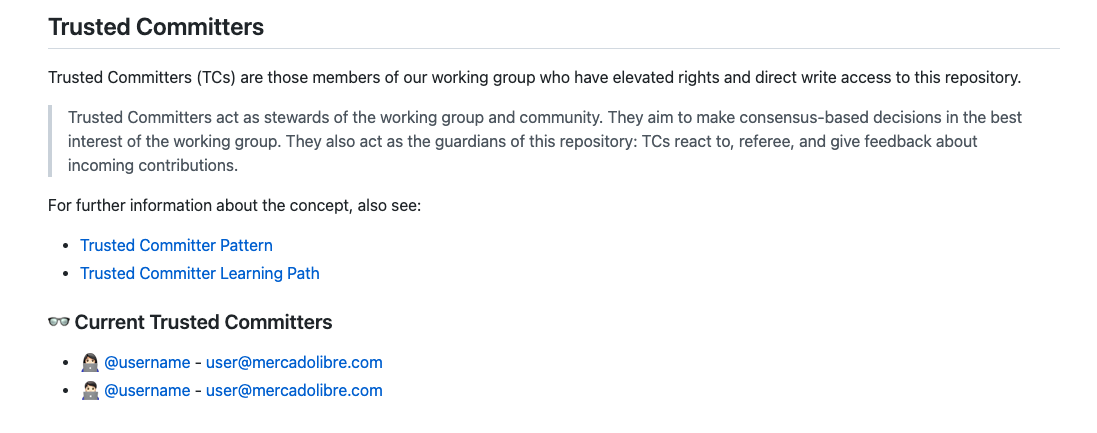 Trusted Committers
Trusted Committers (TCs) are those members of our working group who have elevated rights and direct write access to this repository.
Trusted Committers act as stewards of the working group and community. They aim to make consensus-based decisions in the best
interest of the working group. They also act as the guardians of this repository: TCs react to, referee, and give feedback about
incoming contributions.
For further information about the concept, also see:
• Trusted Committer Pattern
• Trusted Committer Learning Path
👓 Current Trusted Committers
• 👩🏻‍💻 @username - user@mercadolibre.com
• 👨🏻‍💻 @username - user@mercadolibre.com